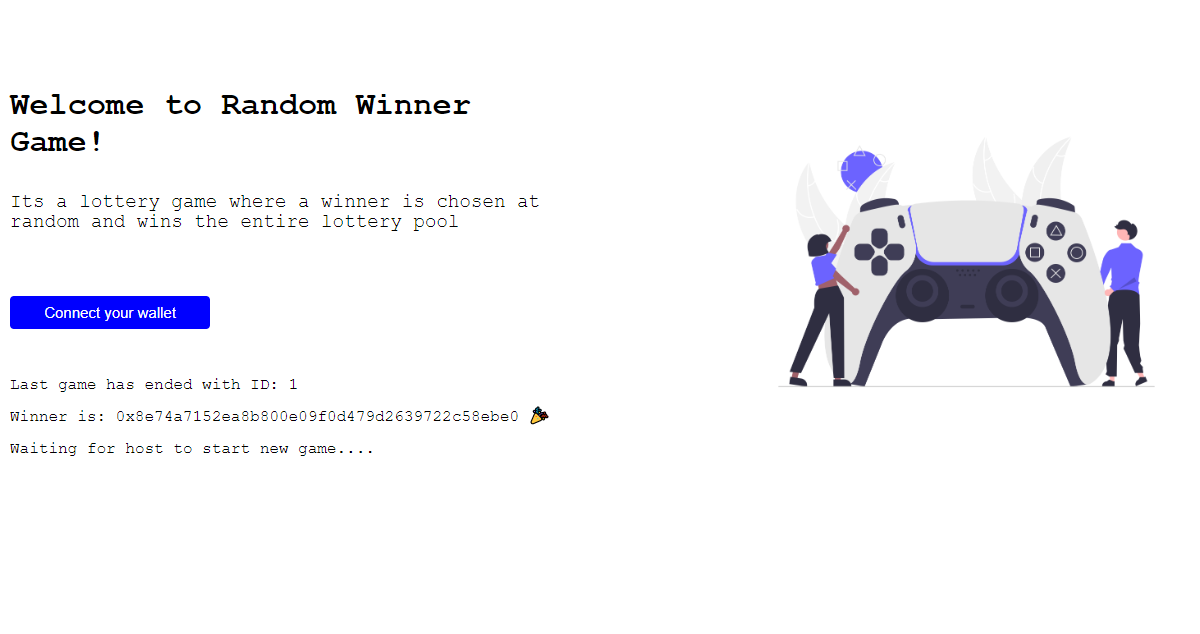 Welcome to Random Winner
Game!
Its a lottery game where a winner is chosen at
random and wins the entire lottery pool
Connect your wallet
Last game has ended with ID: 1
Winner is: 0x8e74a7152ea8b800e09f0d479d2639722c58ebe0 🎉
Waiting for host to start new game....